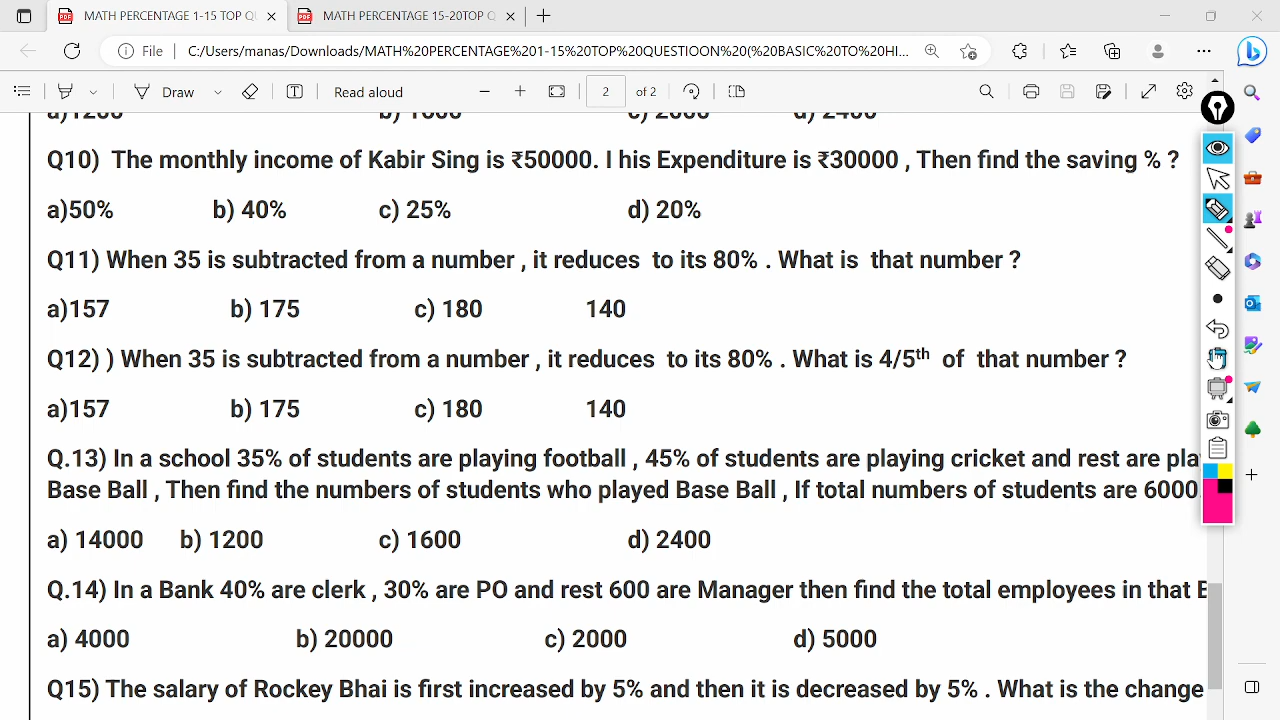 MATH PERCENTAGE 1-15 TOP QU
MATH PERCENTAGE 15-20TOP Q
File
C:/Users/manas/Downloads/MATH%20PERCENTAGE%201-15%20TOP%20QUESTIOON%20(%20BASIC%20TO%20HI...
Draw
Read aloud
2
of 2
a)1200 b) 1600 c) 2000 d) 2400
Q10) The monthly income of Kabir Sing is ₹50000. I his Expenditure is ₹30000 , Then find the saving % ?
a)50% b) 40% c) 25% d) 20%
Q11) When 35 is subtracted from a number , it reduces to its 80% . What is that number ?
a)157 b) 175 c) 180 140
Q12) ) When 35 is subtracted from a number , it reduces to its 80% . What is 4/5th of that number ?
a)157 b) 175 c) 180 140
Q.13) In a school 35% of students are playing football , 45% of students are playing cricket and rest are pla
Base Ball , Then find the numbers of students who played Base Ball , If total numbers of students are 6000
a) 14000 b) 1200 c) 1600 d) 2400
Q.14) In a Bank 40% are clerk , 30% are PO and rest 600 are Manager then find the total employees in that B
a) 4000 b) 20000 c) 2000 d) 5000
Q15) The salary of Rockey Bhai is first increased by 5% and then it is decreased by 5% . What is the change